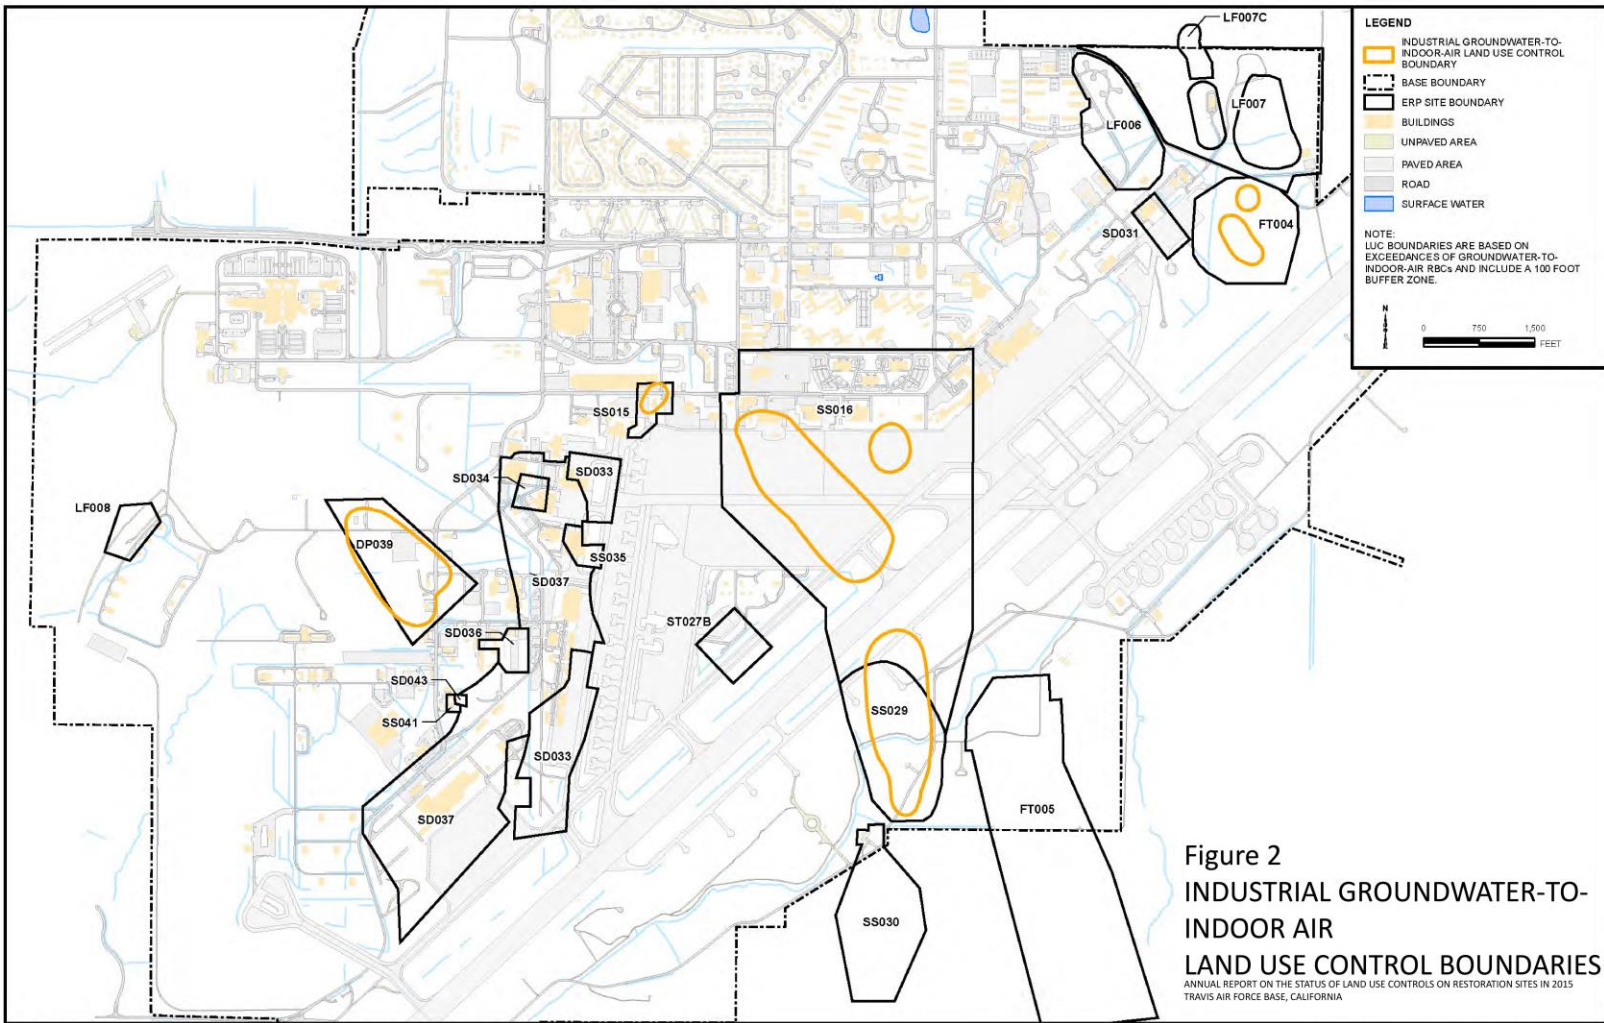 LF007C
LEGEND
INDUSTRIAL GROUNDWATER-TO-
INDOOR-AIR LAND USE CONTROL
BOUNDARY
BASE BOUNDARY
ERP SITE BOUNDARY
BUILDINGS
UNPAVED AREA
PAVED AREA
ROAD
SURFACE WATER
NOTE:
LUC BOUNDARIES ARE BASED ON
EXCEEDANCES OF GROUNDWATER-TO-
INDOOR-AIR RBCs AND INCLUDE A 100 FOOT
BUFFER ZONE.
N
0 750 1,500
FEET
LF007
LF006
FT004
SD031
SS015
SS016
SD034
SD033
LF008
DP039
SS035
SD037
ST027B
SD036
SD043
SS041
SS029
SD033
SD037
FT005
SS030
Figure 2
INDUSTRIAL GROUNDWATER-TO-
INDOOR AIR
LAND USE CONTROL BOUNDARIES
ANNUAL REPORT ON THE STATUS OF LAND USE CONTROLS ON RESTORATION SITES IN 2015
TRAVIS AIR FORCE BASE, CALIFORNIA